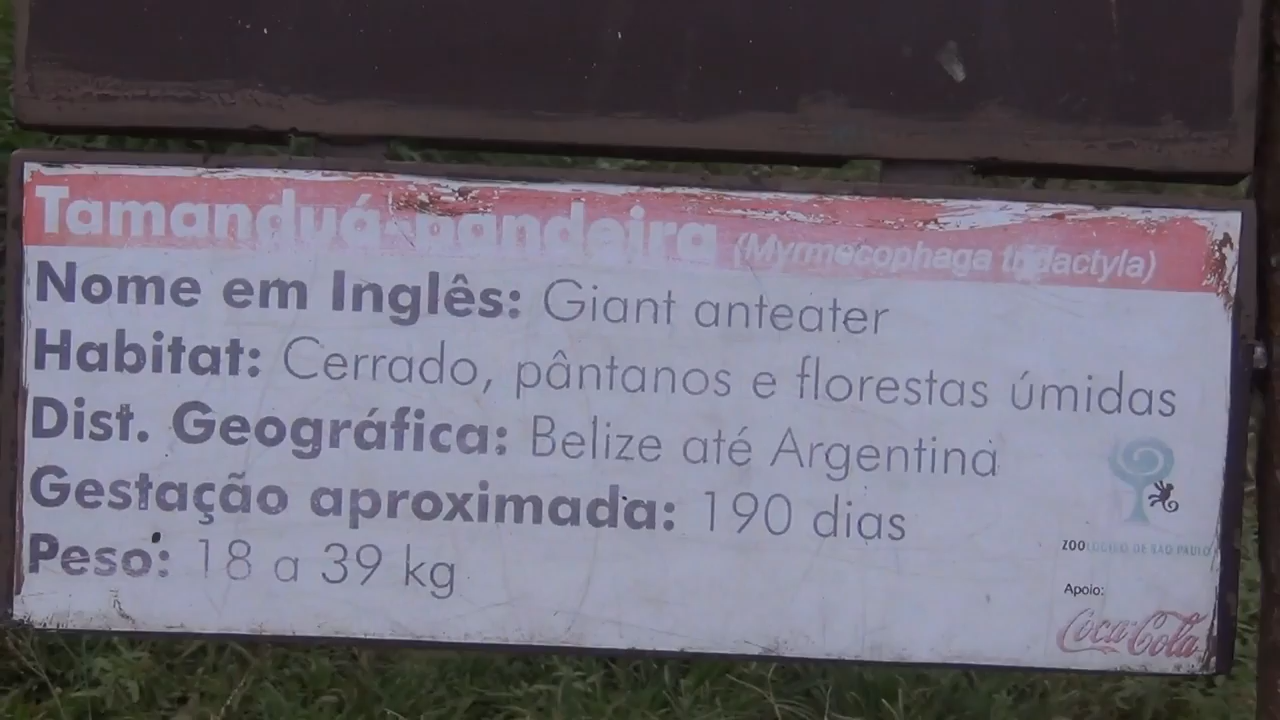 Tamanduá-bandeira (Myrmecophaga tridactyla)
Nome em Inglês: Giant anteater
Habitat: Cerrado, pântanos e florestas úmidas
Dist. Geográfica: Belize até Argentina
Gestação aproximada: 190 dias
Peso: 18 a 39 kg
ZOOLÓGICO DE SÃO PAULO
Apoio:
Coca-Cola